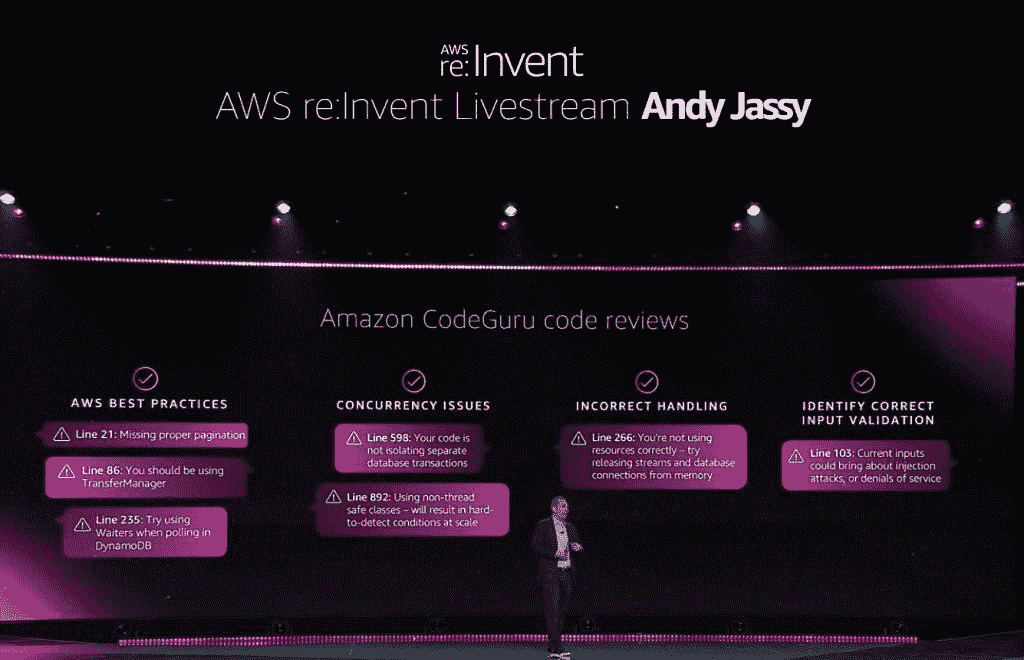 AWS
re:Invent
AWS re:Invent Livestream Andy Jassy
Amazon CodeGuru code reviews
AWS BEST PRACTICES
Line 21: Missing proper pagination
Line 86: You should be using
TransferManager
Line 235: Try using
Waiters when polling in
DynamoDB
CONCURRENCY ISSUES
Line 598: Your code is
not isolating separate
database transactions
Line 892: Using non-thread
safe classes – will result in hard-
to-detect conditions at scale
INCORRECT HANDLING
Line 266: You're not using
resources correctly – try
releasing streams and database
connections from memory
IDENTIFY CORRECT
INPUT VALIDATION
Line 103: Current inputs
could bring about injection
attacks, or denials of service